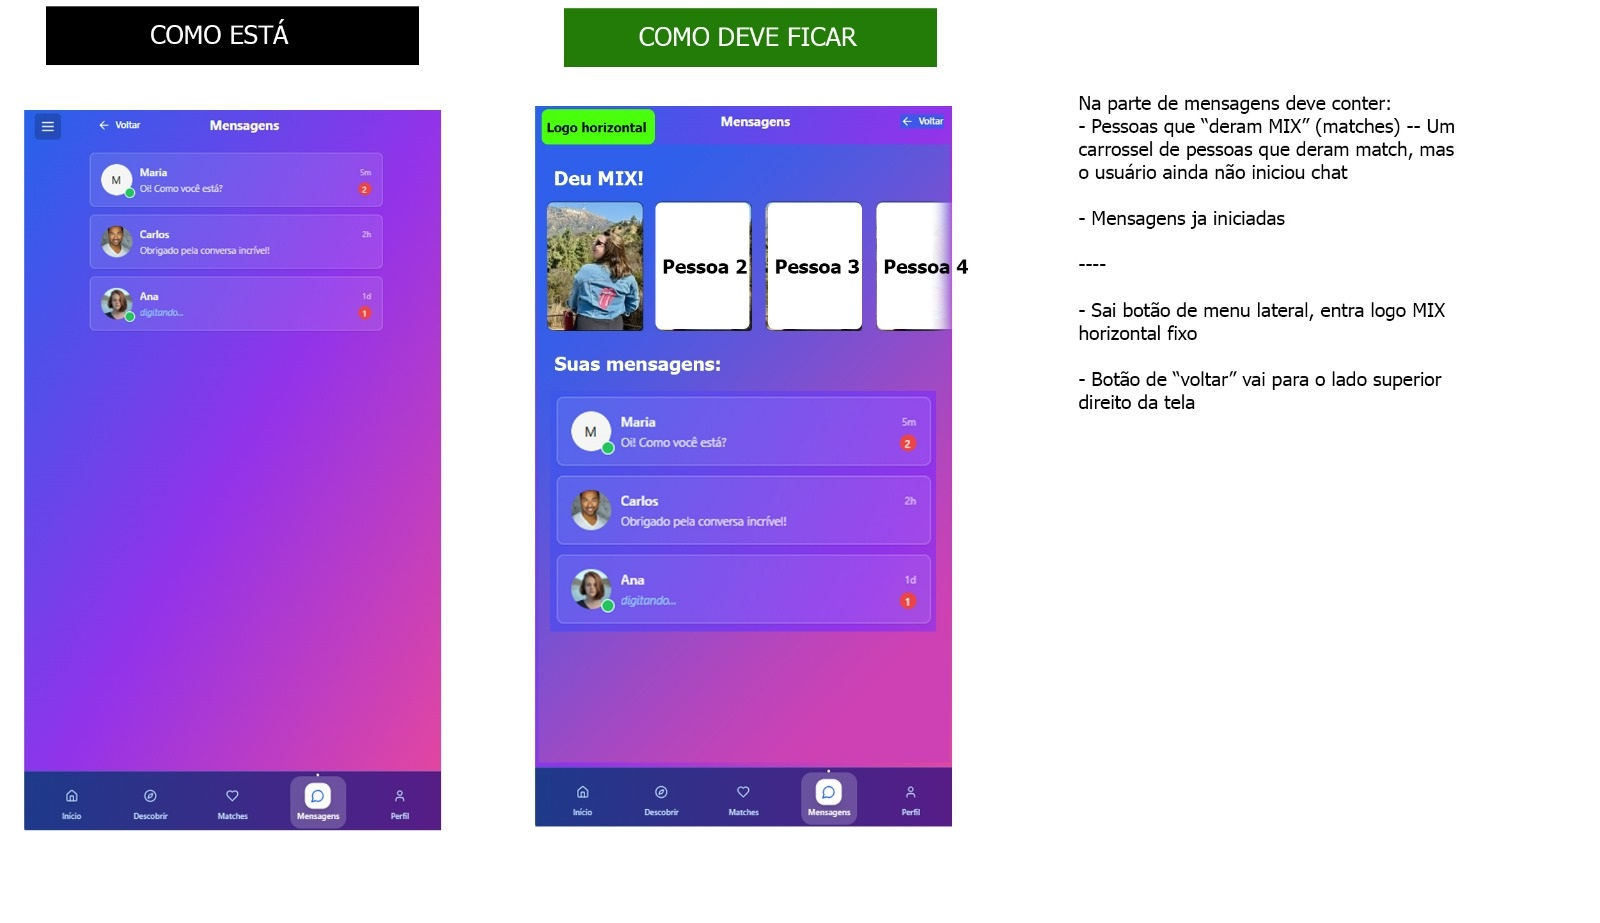 COMO ESTÁ
Voltar
Mensagens
M
Maria
5m
Oi! Como você está?
2
Carlos
2h
Obrigado pela conversa incrível!
Ana
1d
digitando...
1
Início
Descobrir
Matches
Mensagens
Perfil
COMO DEVE FICAR
Logo horizontal
Mensagens
Voltar
Deu MIX!
Pessoa 2
Pessoa 3
Pessoa 4
Suas mensagens:
M
Maria
5m
Oi! Como você está?
2
Carlos
2h
Obrigado pela conversa incrível!
Ana
1d
digitando...
1
Início
Descobrir
Matches
Mensagens
Perfil
Na parte de mensagens deve conter:
- Pessoas que “deram MIX” (matches) -- Um
carrossel de pessoas que deram match, mas
o usuário ainda não iniciou chat
- Mensagens ja iniciadas
----
- Sai botão de menu lateral, entra logo MIX
horizontal fixo
- Botão de “voltar” vai para o lado superior
direito da tela